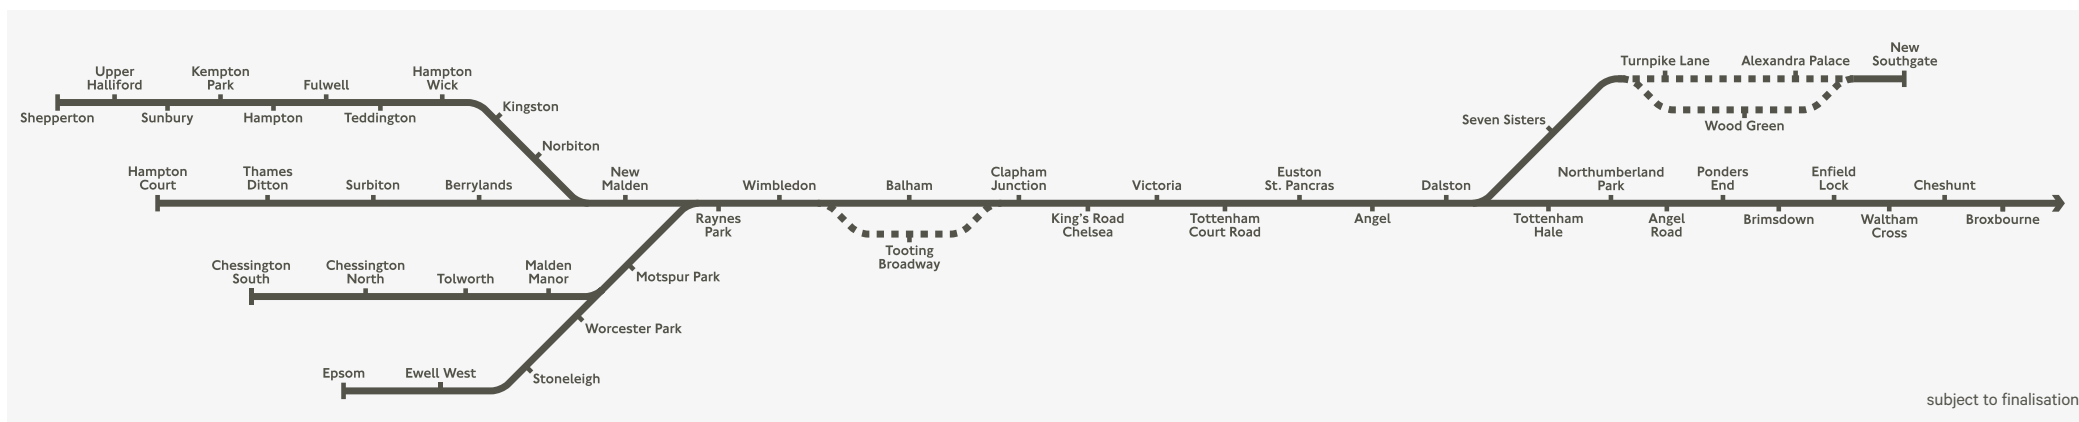 Upper
Halliford
Kempton
Park
Fulwell
Hampton
Wick
Shepperton
Sunbury
Hampton
Teddington
Kingston
Norbiton
Hampton
Court
Thames
Ditton
Surbiton
Berrylands
New
Malden
Raynes
Park
Wimbledon
Balham
Tooting
Broadway
Clapham
Junction
King's Road
Chelsea
Victoria
Tottenham
Court Road
Euston
St. Pancras
Angel
Dalston
Seven Sisters
Turnpike Lane
Alexandra Palace
New
Southgate
Wood Green
Tottenham
Hale
Northumberland
Park
Angel
Road
Ponders
End
Brimsdown
Enfield
Lock
Waltham
Cross
Cheshunt
Broxbourne
Chessington
South
Chessington
North
Tolworth
Malden
Manor
Motspur Park
Worcester Park
Stoneleigh
Epsom
Ewell West
subject to finalisation